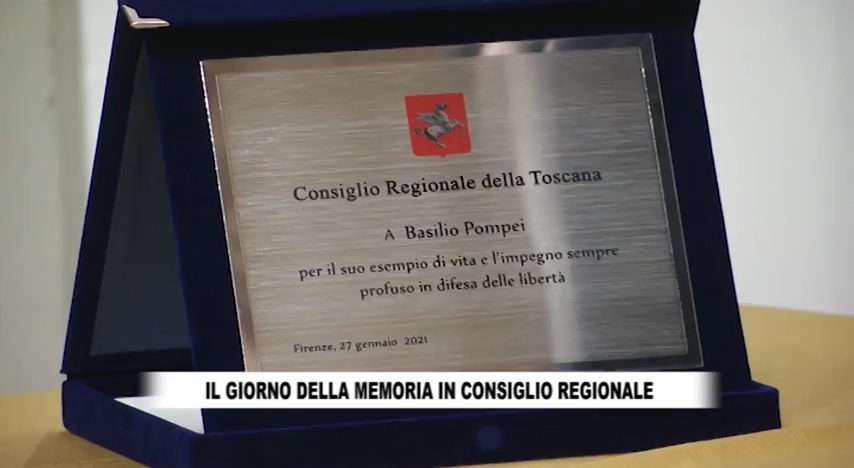 Consiglio Regionale della Toscana
A Basilio Pompei
per il suo esempio di vita e l'impegno sempre
profuso in difesa delle libertà
Firenze, 27 gennaio 2021
IL GIORNO DELLA MEMORIA IN CONSIGLIO REGIONALE